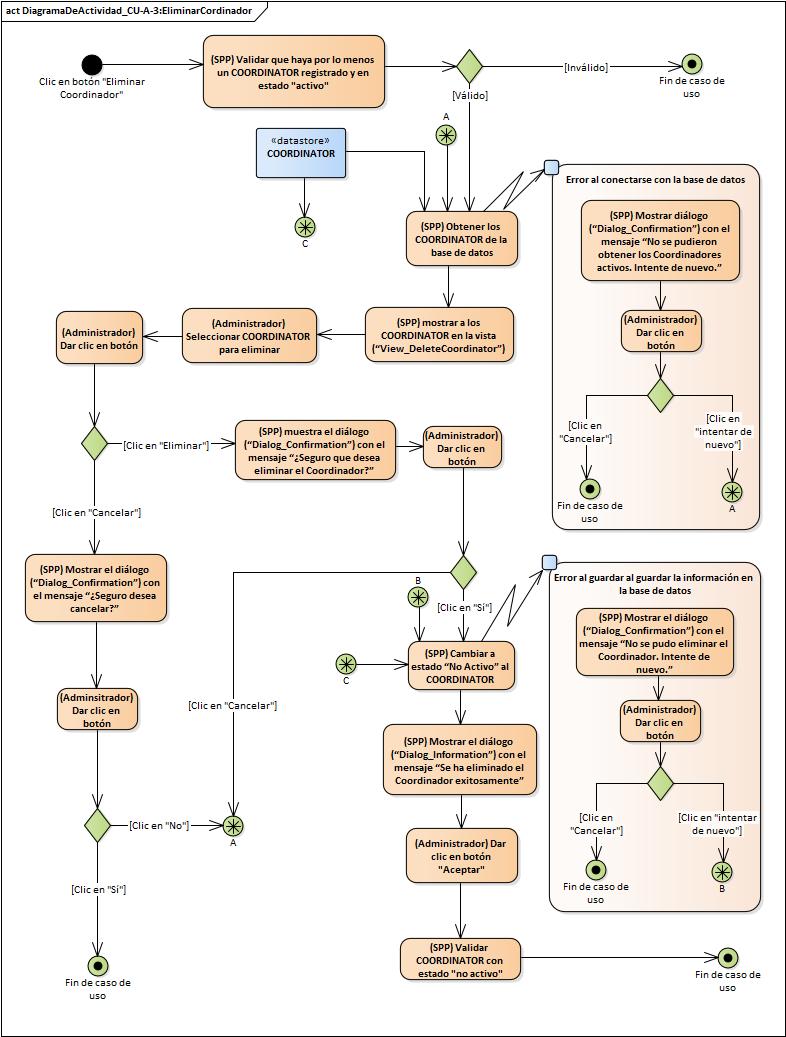 act DiagramaDeActividad_CU-A-3:EliminarCordinador
Clic en botón "Eliminar
Coordinador"
(SPP) Validar que haya por lo menos
un COORDINATOR registrado y en
estado "activo"
[Inválido]
Fin de caso de
uso
[Válido]
A
«datastore»
COORDINATOR
C
(SPP) Obtener los
COORDINATOR de la
base de datos
Error al conectarse con la base de datos
(SPP) Mostrar diálogo
("Dialog_Confirmation") con el
mensaje “No se pudieron
obtener los Coordinadores
activos. Intente de nuevo.”
(Administrador)
Dar clic en
botón
[Clic en
"Cancelar"]
[Clic en
"intentar de
nuevo"]
Fin de caso de
uso
A
(SPP) mostrar a los
COORDINATOR en la vista
(“View_DeleteCoordinator”)
(Administrador)
Seleccionar COORDINATOR
para eliminar
(Administrador)
Dar clic en botón
[Clic en "Eliminar"]
(SPP) muestra el diálogo
(“Dialog_Confirmation”) con el
mensaje “¿Seguro que desea
eliminar el Coordinador?”
(Administrador)
Dar clic en
botón
[Clic en "Cancelar"]
(SPP) Mostrar el diálogo
(“Dialog_Confirmation”) con
el mensaje “¿Seguro desea
cancelar?”
B
[Clic en "Sí"]
C
(SPP) Cambiar a
estado “No Activo” al
COORDINATOR
Error al guardar al guardar la información en
la base de datos
(SPP) Mostrar el diálogo
(“Dialog_Confirmation”) con el
mensaje “No se pudo eliminar el
Coordinador. Intente de
nuevo.”
(Administrador)
Dar clic en
botón
[Clic en
"Cancelar"]
[Clic en "intentar
de nuevo"]
Fin de caso de
uso
B
(Adminsitrador)
Dar clic en
botón
[Clic en "Cancelar"]
(SPP) Mostrar el diálogo
(“Dialog_Information”) con el
mensaje “Se ha eliminado el
Coordinador exitosamente”
[Clic en "No"]
A
(Administrador) Dar
clic en botón
"Aceptar"
[Clic en "Sí"]
Fin de caso de
uso
(SPP) Validar
COORDINATOR con
estado "no activo"
Fin de caso de
uso